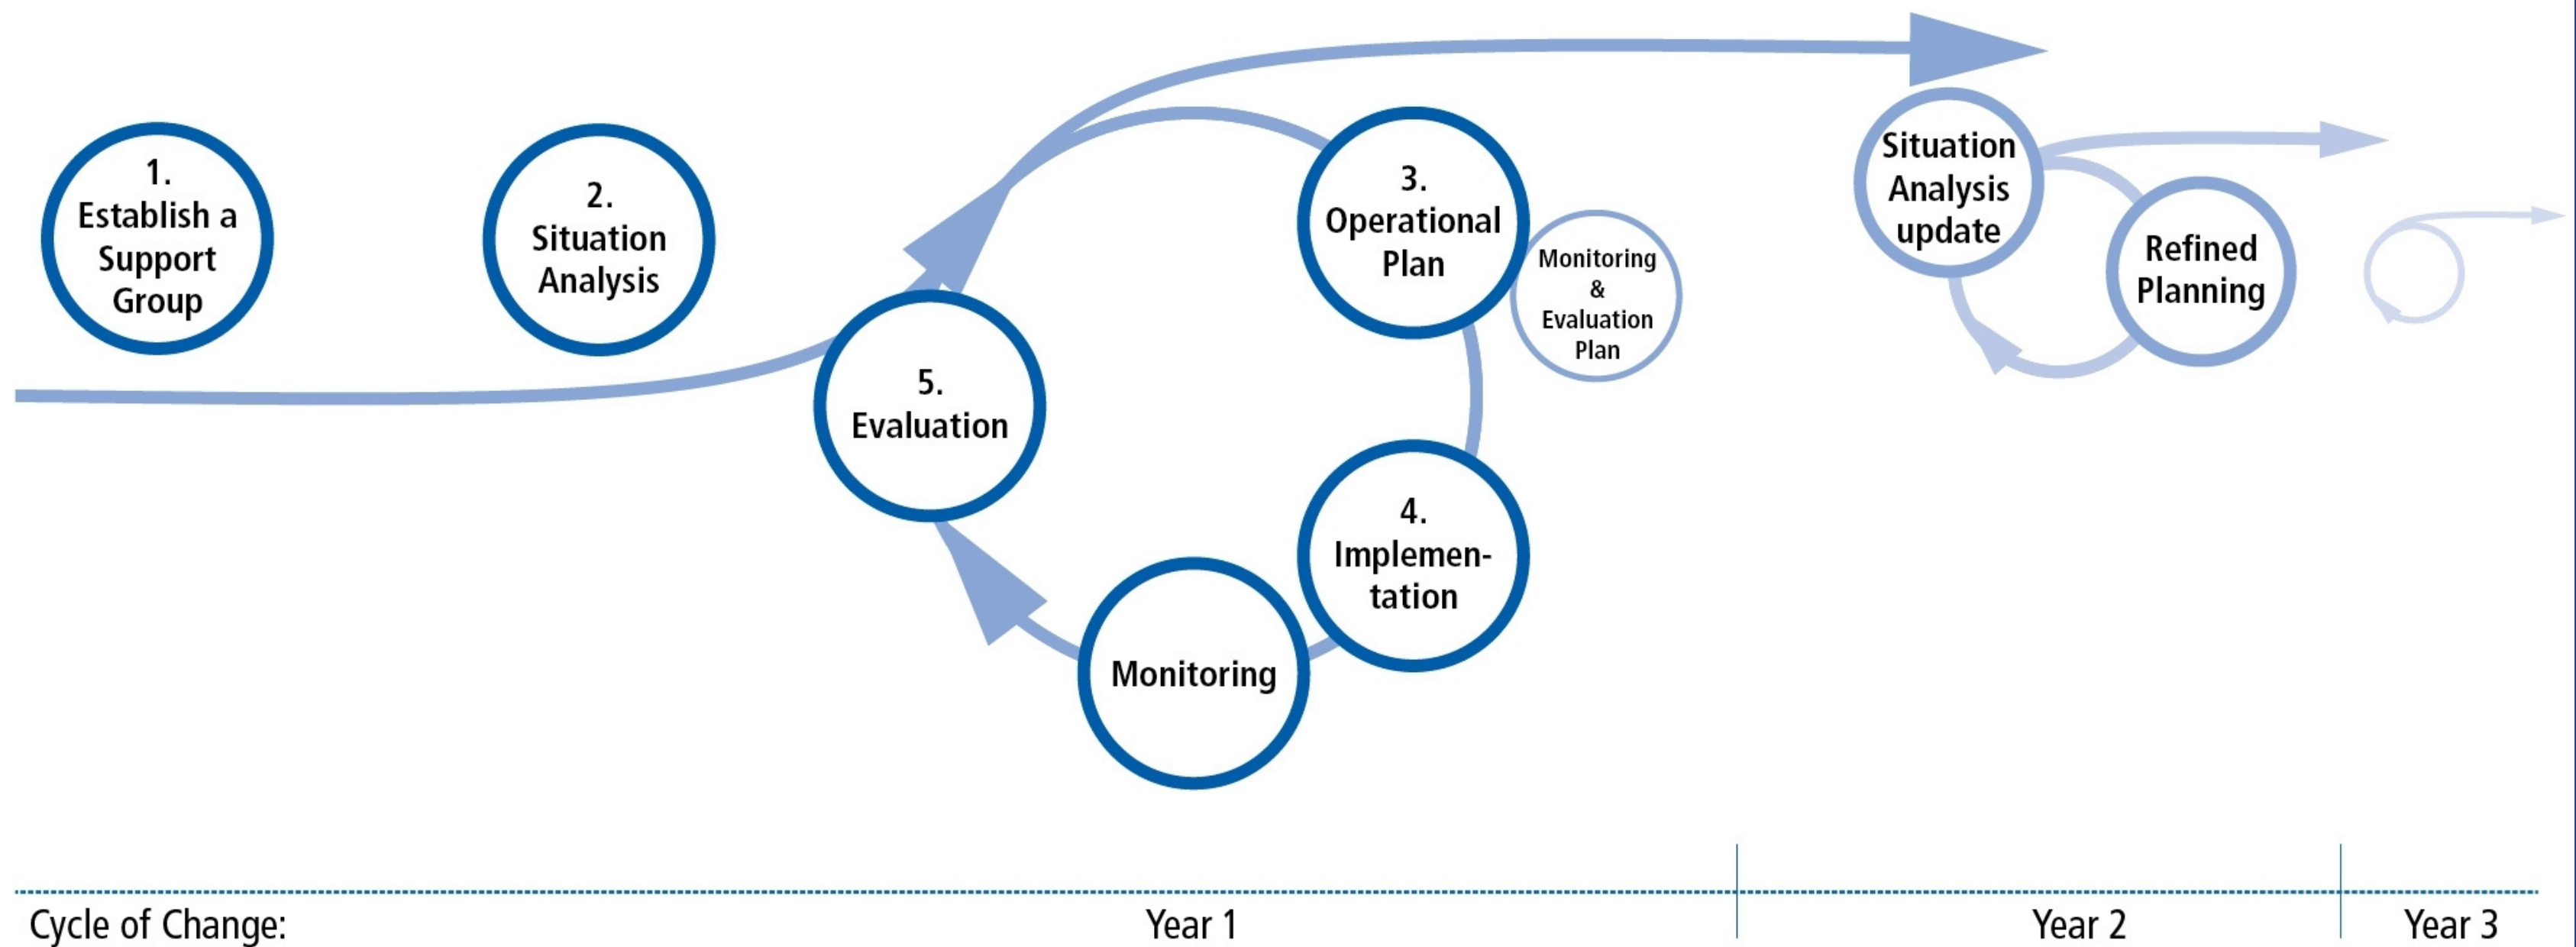 1.
Establish a
Support
Group
2.
Situation
Analysis
3.
Operational
Plan
Monitoring
&
Evaluation
Plan
4.
Implemen-
tation
Monitoring
5.
Evaluation
Situation
Analysis
update
Refined
Planning
Cycle of Change:
Year 1
Year 2
Year 3